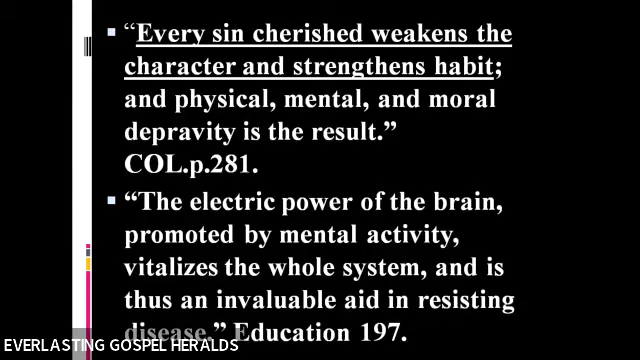 “Every sin cherished weakens the
character and strengthens habit;
and physical, mental, and moral
depravity is the result.”
COL.p.281.
“The electric power of the brain,
promoted by mental activity,
vitalizes the whole system, and is
thus an invaluable aid in resisting
disease.” Education 197.
EVERLASTING GOSPEL HERALDS